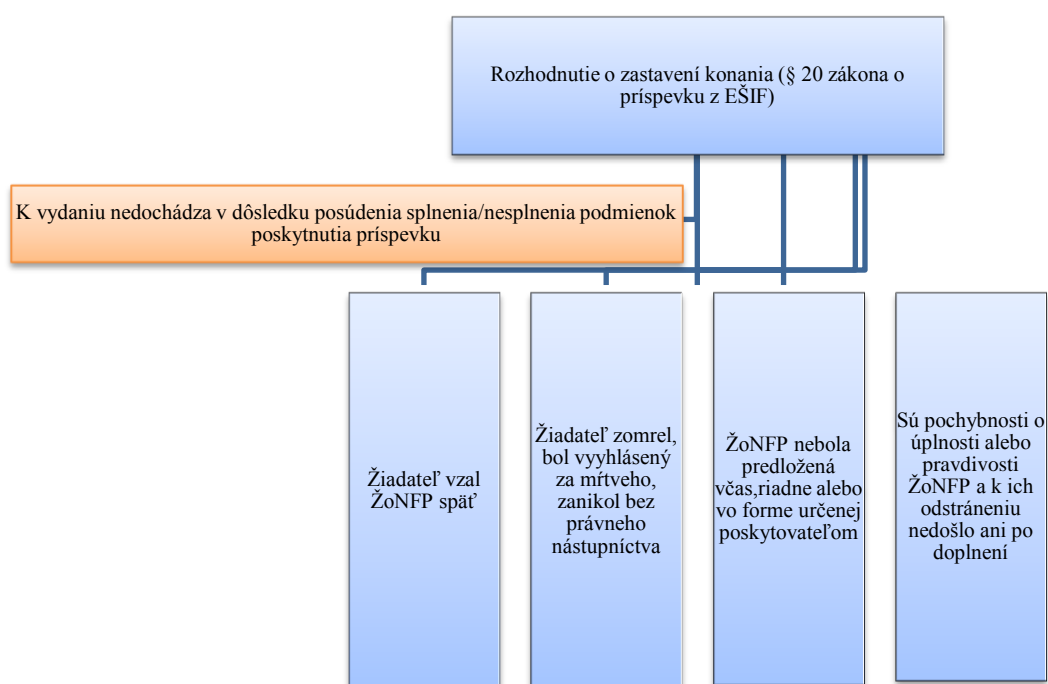 Rozhodnutie o zastavení konania (§ 20 zákona o
príspevku z EŠIF)
K vydaniu nedochádza v dôsledku posúdenia splnenia/nesplnenia podmienok
poskytnutia príspevku
Žiadateľ vzal
ŽoNFP späť
Žiadateľ zomrel,
bol vyyhlásený
za mŕtveho,
zanikol bez
právneho
nástupníctva
ŽoNFP nebola
predložená
včas,riadne alebo
vo forme určenej
poskytovateľom
Sú pochybnosti o
úplnosti alebo
pravdivosti
ŽoNFP a k ich
odstráneniu
nedošlo ani po
doplnení